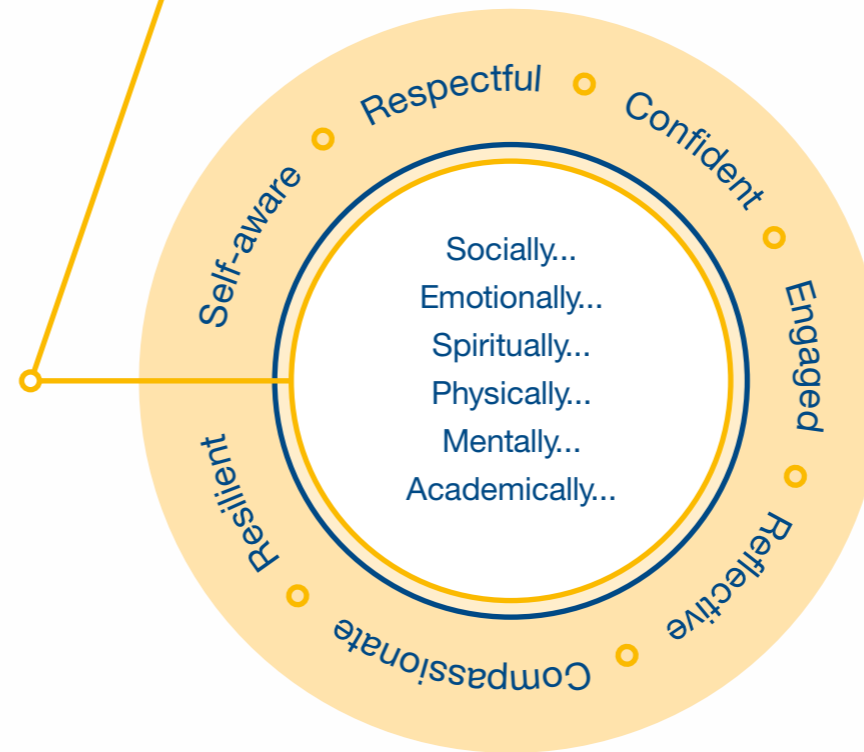 Self-aware
Respectful
Confident
Engaged
Reflective
Compassionate
Resilient
Socially...
Emotionally...
Spiritually...
Physically...
Mentally...
Academically...